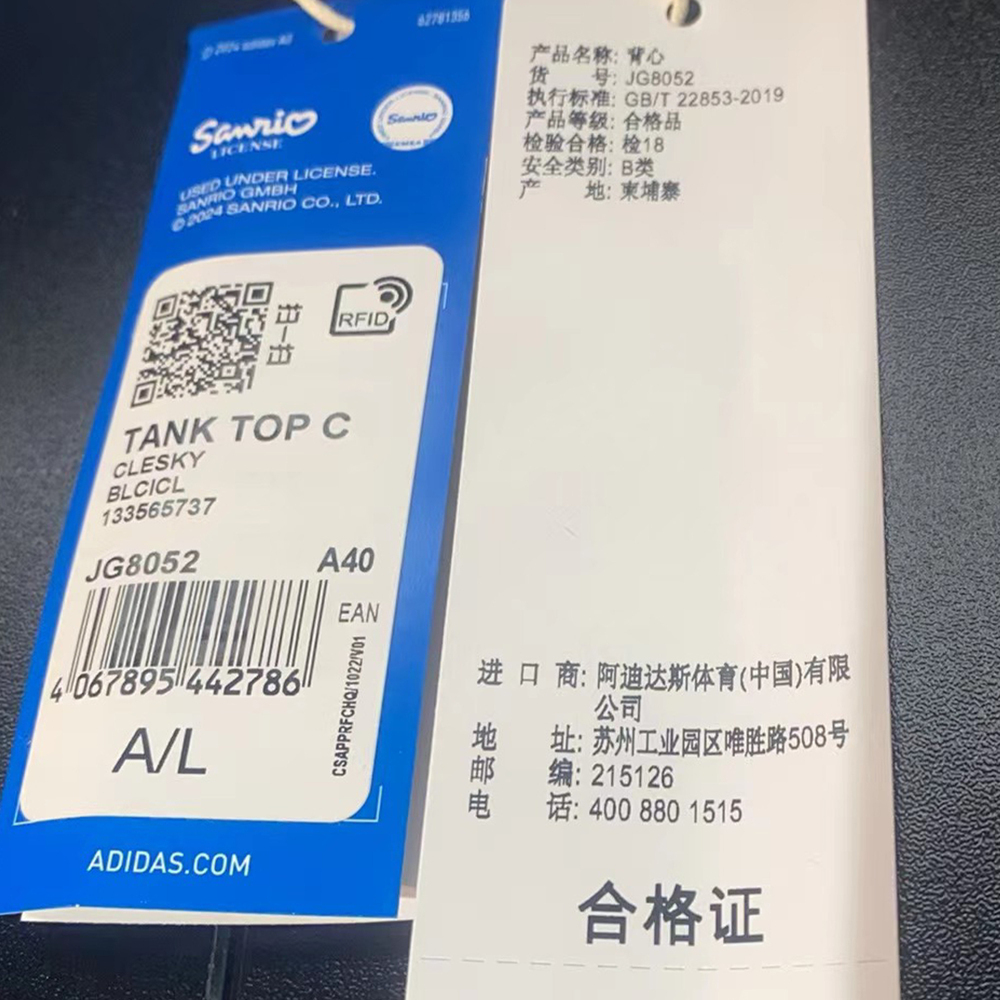 62781356
© 2024 adidas AG
Sanrio
LICENSE
Sanrio
USED UNDER LICENSE.
SANRIO GMBH
© 2024 SANRIO CO., LTD.
RFID
TANK TOP C
CLESKY
BLCICL
133565737
JG8052 A40
EAN
4 067895 442786
CSAPPRFCHQ/1022/V01
A/L
ADIDAS.COM
产品名称: 背心
货 号: JG8052
执行标准: GB/T 22853-2019
产品等级: 合格品
检验合格: 检18
安全类别: B类
产 地: 柬埔寨
进 口 商: 阿迪达斯体育(中国)有限
公司
地 址: 苏州工业园区唯胜路508号
邮 编: 215126
电 话: 400 880 1515
合格证